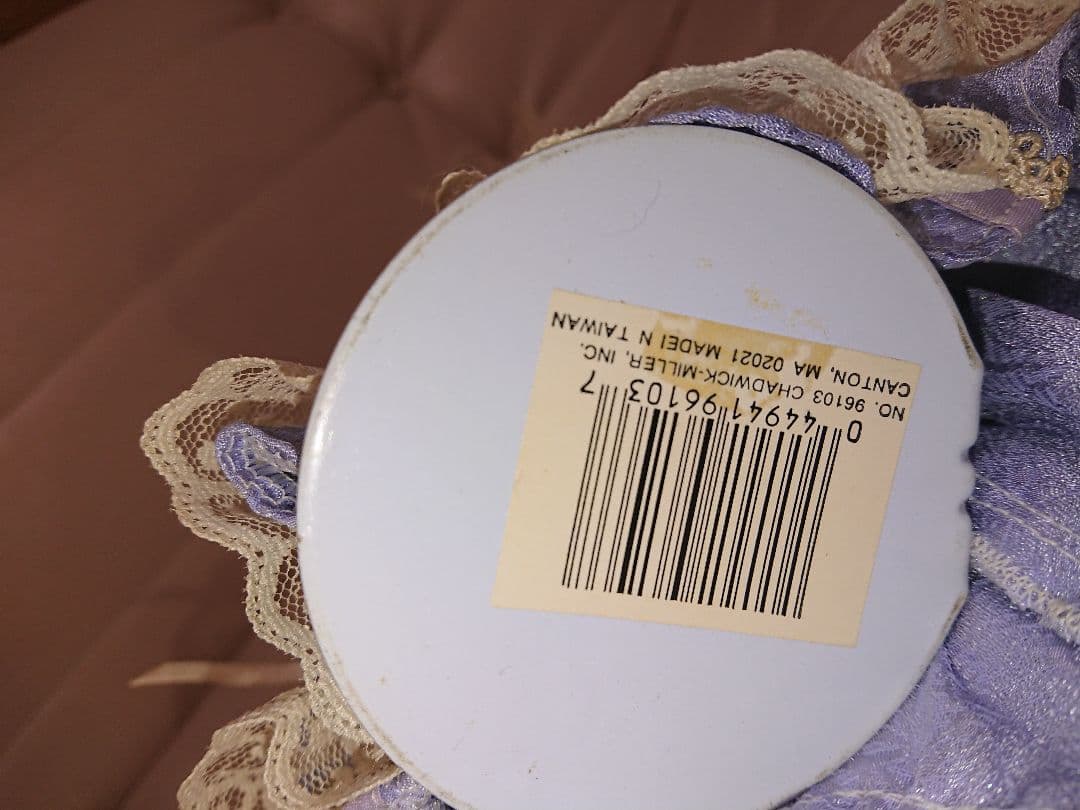 0 44941 96103 7
NO. 96103 CHADWICK-MILLER, INC.
CANTON, MA 02021 MADEI N TAIWAN